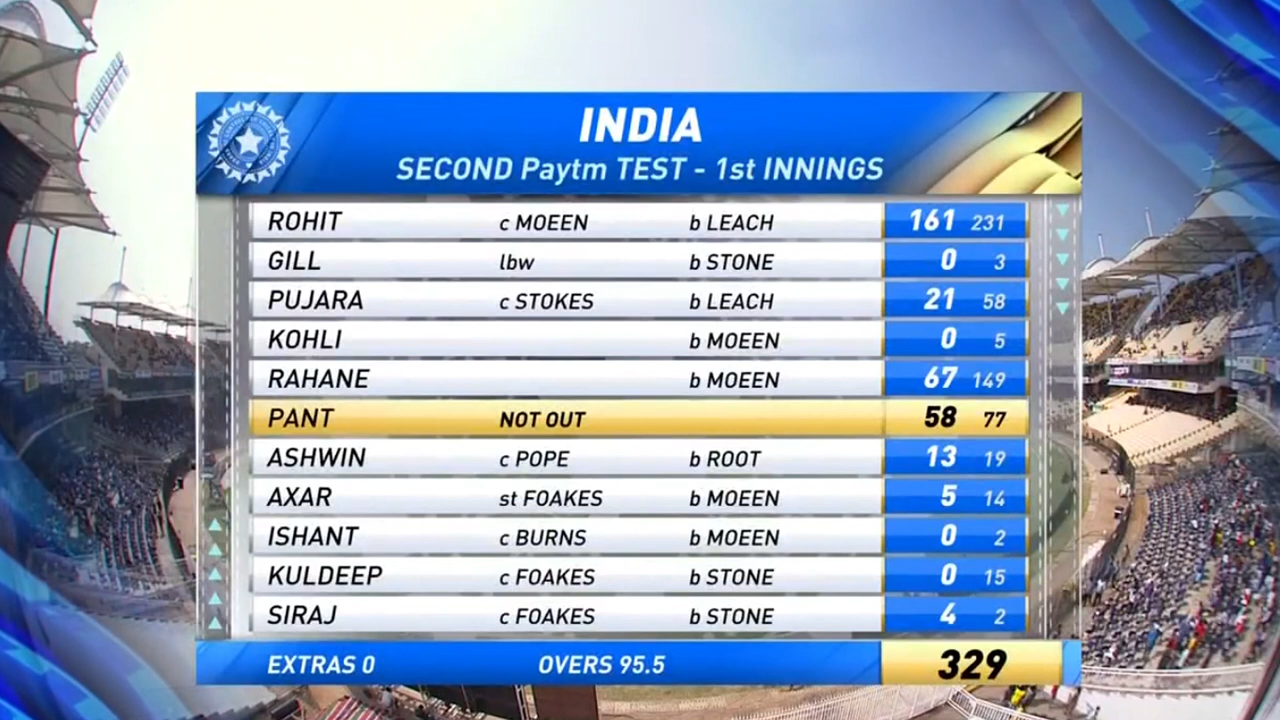 INDIA
SECOND Paytm TEST - 1st INNINGS
ROHIT c MOEEN b LEACH 161 231
GILL lbw b STONE 0 3
PUJARA c STOKES b LEACH 21 58
KOHLI b MOEEN 0 5
RAHANE b MOEEN 67 149
PANT NOT OUT 58 77
ASHWIN c POPE b ROOT 13 19
AXAR st FOAKES b MOEEN 5 14
ISHANT c BURNS b MOEEN 0 2
KULDEEP c FOAKES b STONE 0 15
SIRAJ c FOAKES b STONE 4 2
EXTRAS 0 OVERS 95.5 329